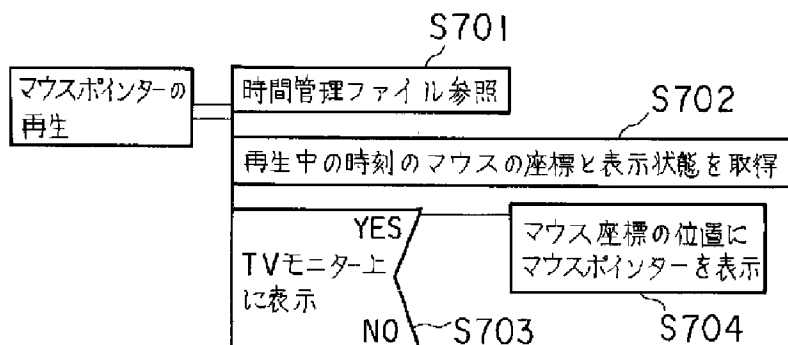 S701
マウスポインターの
再生
時間管理ファイル参照
S702
再生中の時刻のマウスの座標と表示状態を取得
YES
TVモニター上
に表示
NO
S703
マウス座標の位置に
マウスポインターを表示
S704